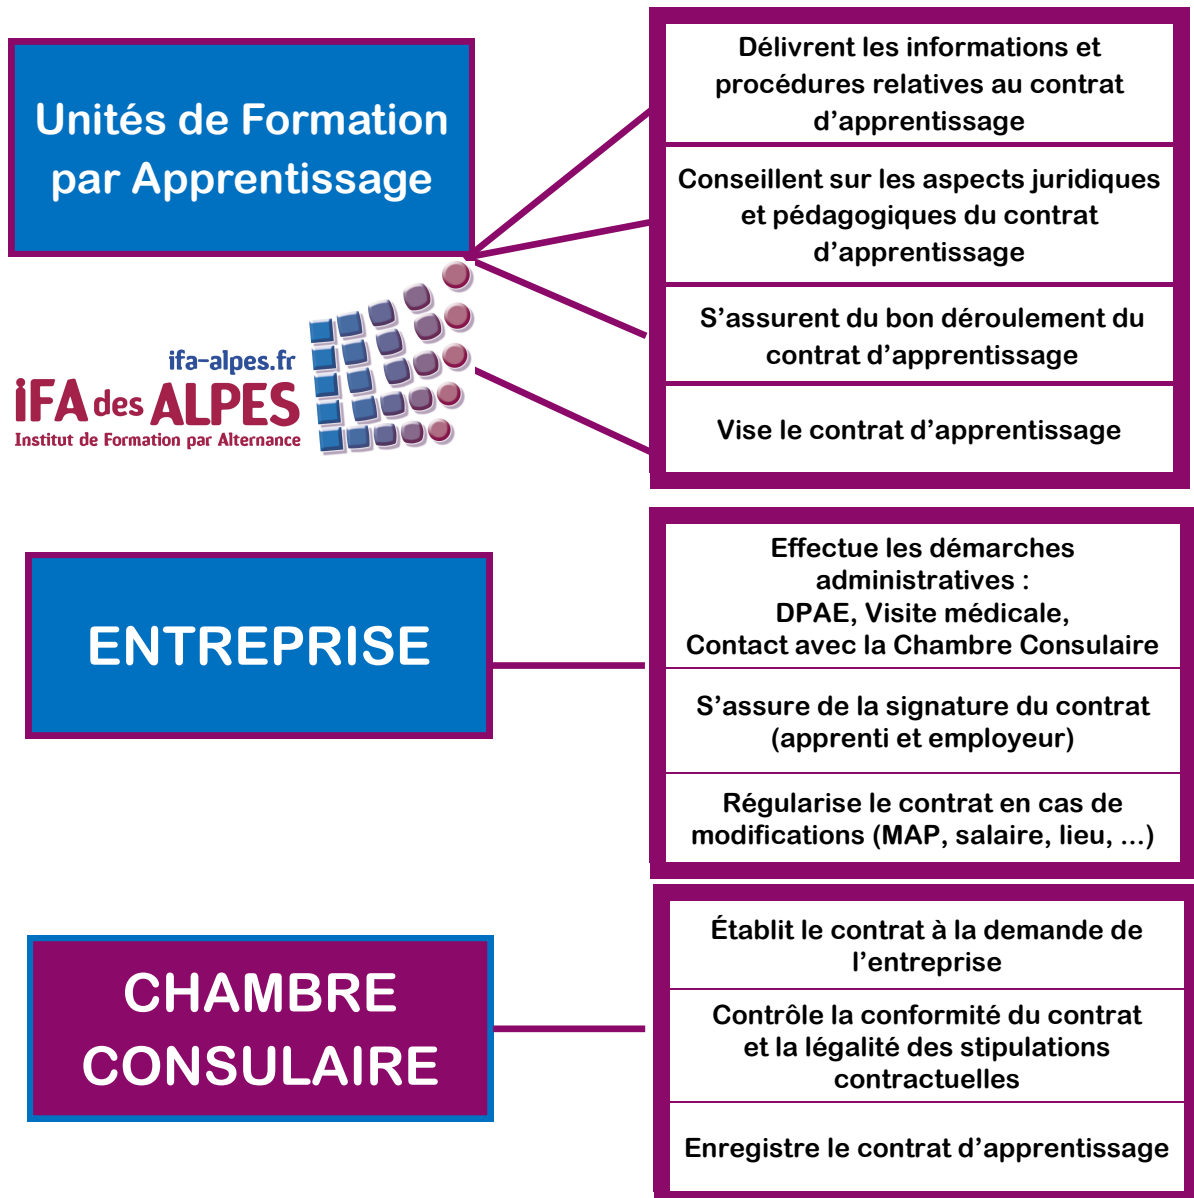 Unités de Formation
par Apprentissage
Délivrent les informations et
procédures relatives au contrat
d’apprentissage
Conseillent sur les aspects juridiques
et pédagogiques du contrat
d’apprentissage
S’assurent du bon déroulement du
contrat d’apprentissage
Vise le contrat d’apprentissage
ifa-alpes.fr
iFA des ALPES
Institut de Formation par Alternance
ENTREPRISE
Effectue les démarches
administratives :
DPAE, Visite médicale,
Contact avec la Chambre Consulaire
S’assure de la signature du contrat
(apprenti et employeur)
Régularise le contrat en cas de
modifications (MAP, salaire, lieu, ...)
CHAMBRE
CONSULAIRE
Établit le contrat à la demande de
l’entreprise
Contrôle la conformité du contrat
et la légalité des stipulations
contractuelles
Enregistre le contrat d’apprentissage